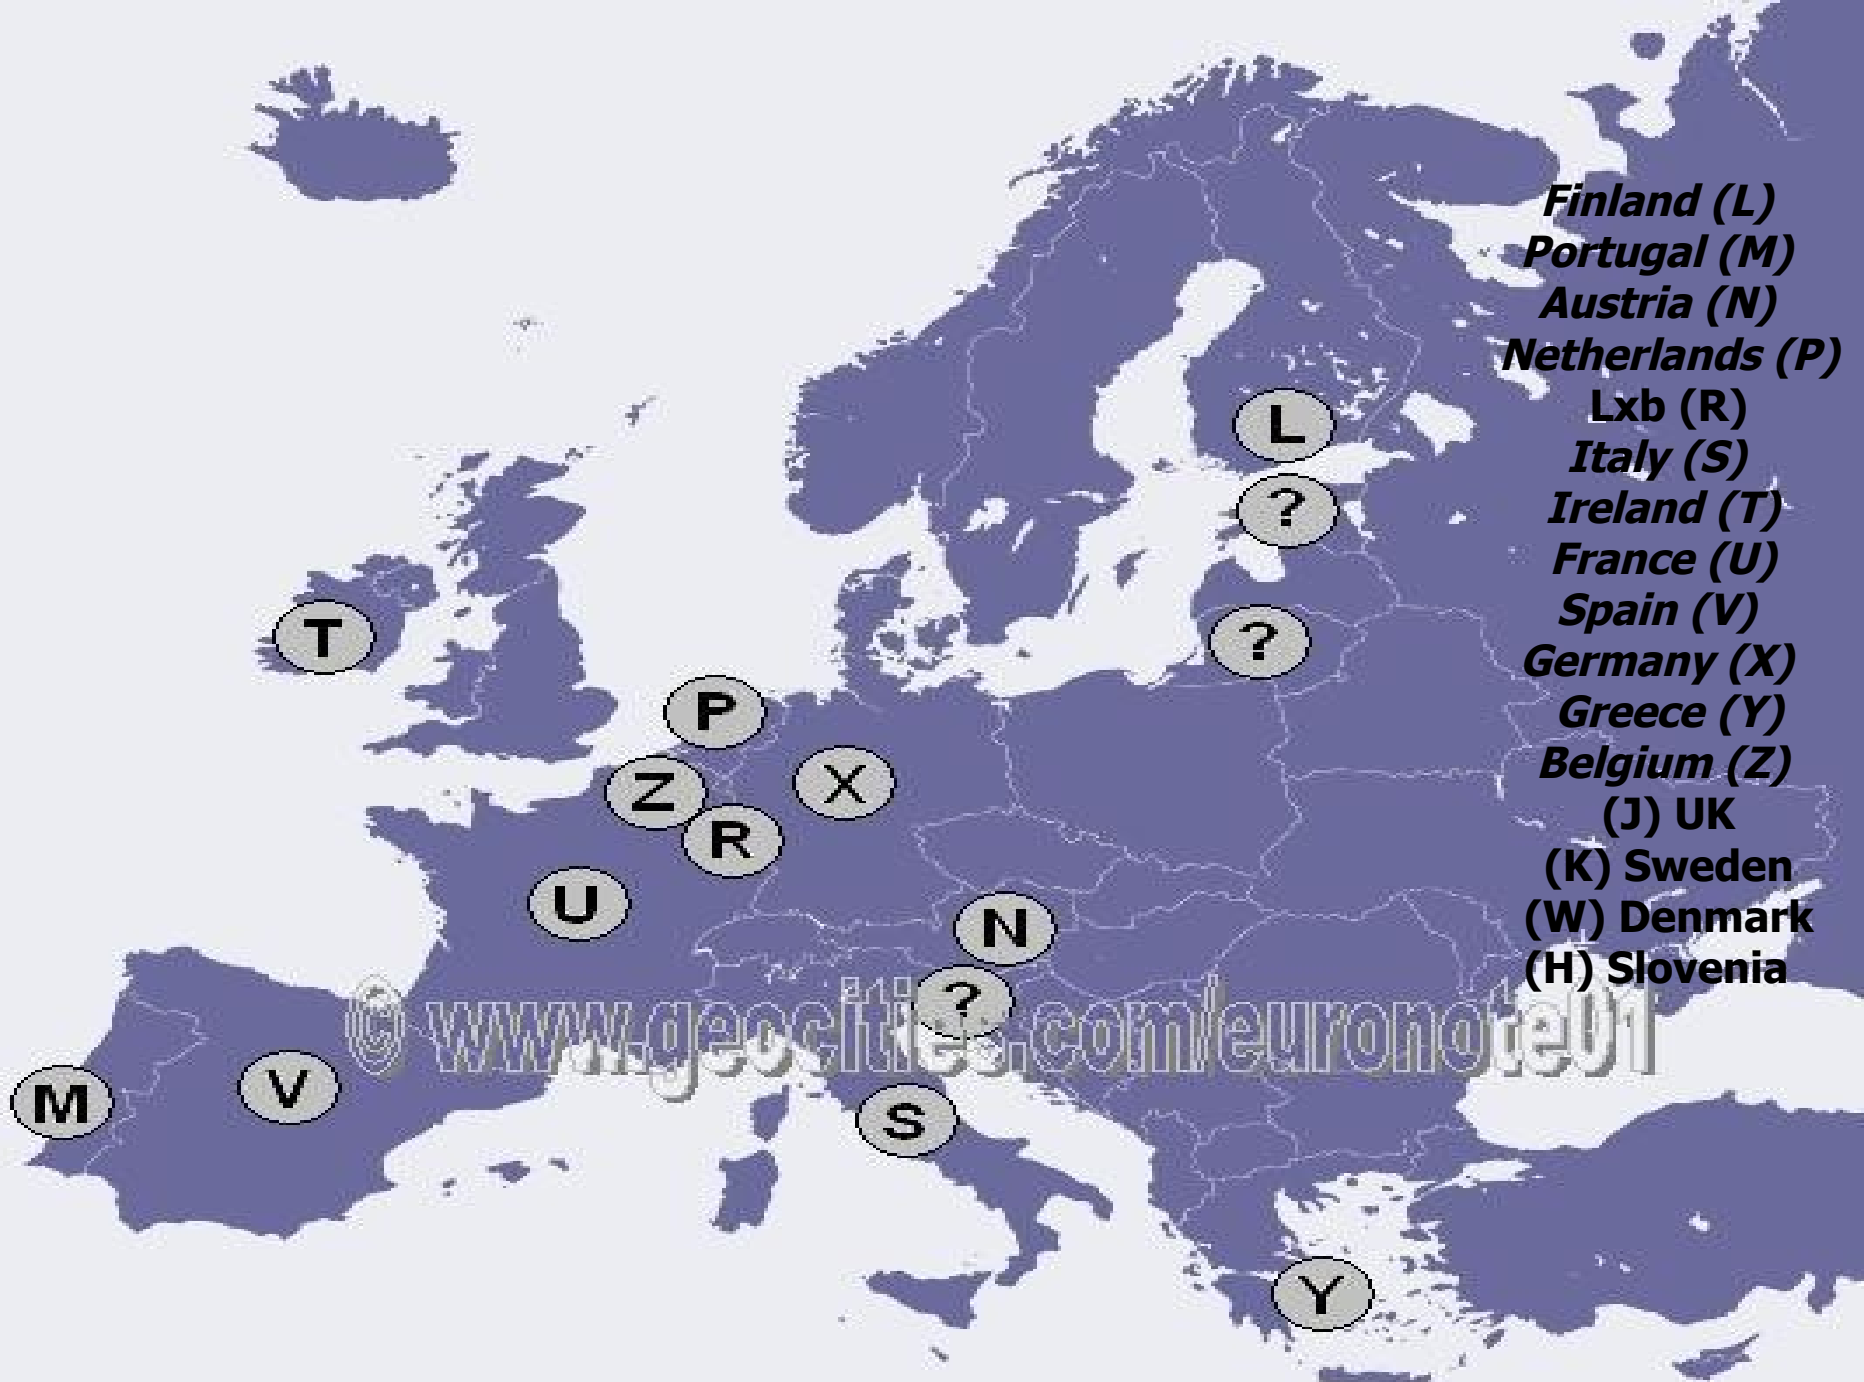 Finland (L)
Portugal (M)
Austria (N)
Netherlands (P)
Lxb (R)
Italy (S)
Ireland (T)
France (U)
Spain (V)
Germany (X)
Greece (Y)
Belgium (Z)
(J) UK
(K) Sweden
(W) Denmark
(H) Slovenia
L
?
T
?
P
Z
X
R
U
N
?
© www.geocities.com/euronote01
M
V
S
Y